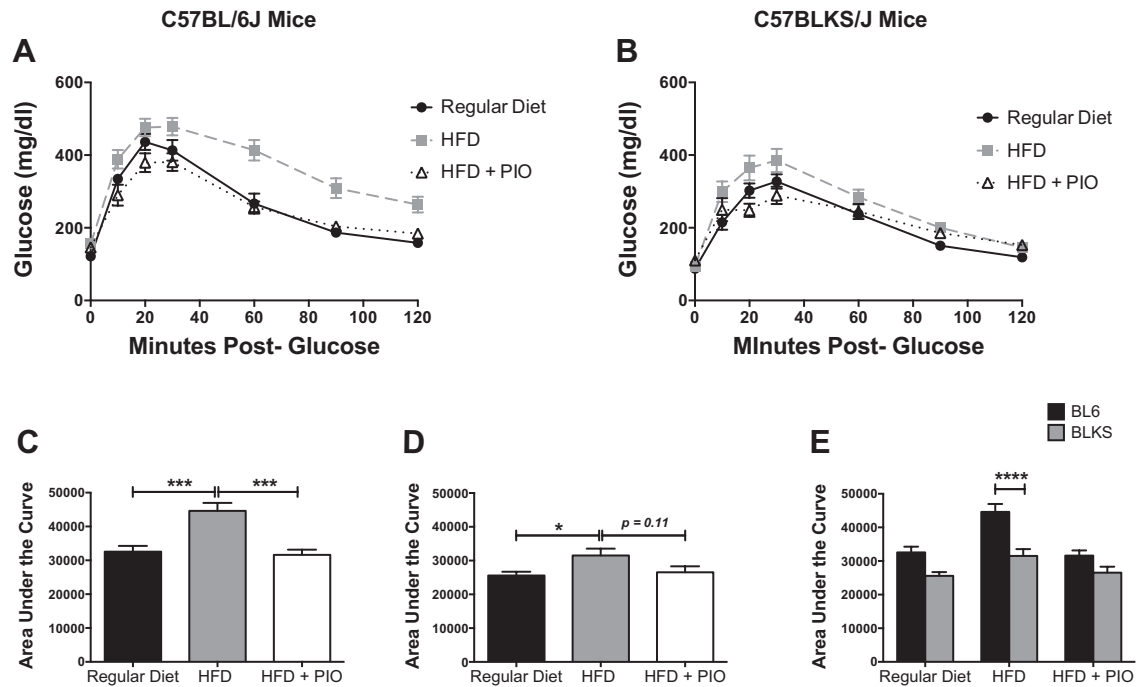 C57BL/6J Mice
C57BLKS/J Mice
A
600
400
200
0
Glucose (mg/dl)
0 20 40 60 80 100 120
Minutes Post- Glucose
Regular Diet
HFD
HFD + PIO
B
600
400
200
0
Glucose (mg/dl)
0 20 40 60 80 100 120
MInutes Post- Glucose
Regular Diet
HFD
HFD + PIO
BL6
BLKS
C
Area Under the Curve
50000
40000
30000
20000
10000
0
*** ***
Regular Diet HFD HFD + PIO
D
Area Under the Curve
50000
40000
30000
20000
10000
0
* p = 0.11
Regular Diet HFD HFD + PIO
E
Area Under the Curve
50000
40000
30000
20000
10000
0
****
Regular Diet HFD HFD + PIO